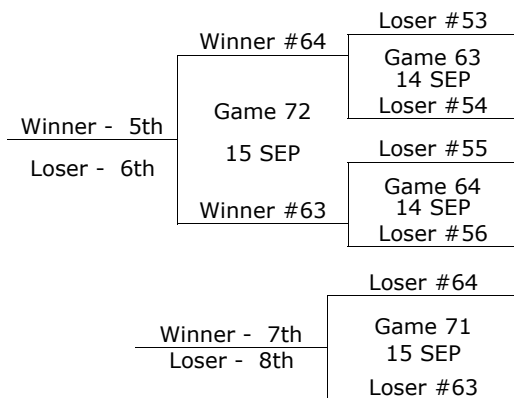 Loser #53
Winner #64
Game 63
14 SEP
Game 72
Loser #54
Winner - 5th
Loser #55
15 SEP
Loser - 6th
Game 64
14 SEP
Winner #63
Loser #56
Loser #64
Winner - 7th
Game 71
Loser - 8th
15 SEP
Loser #63